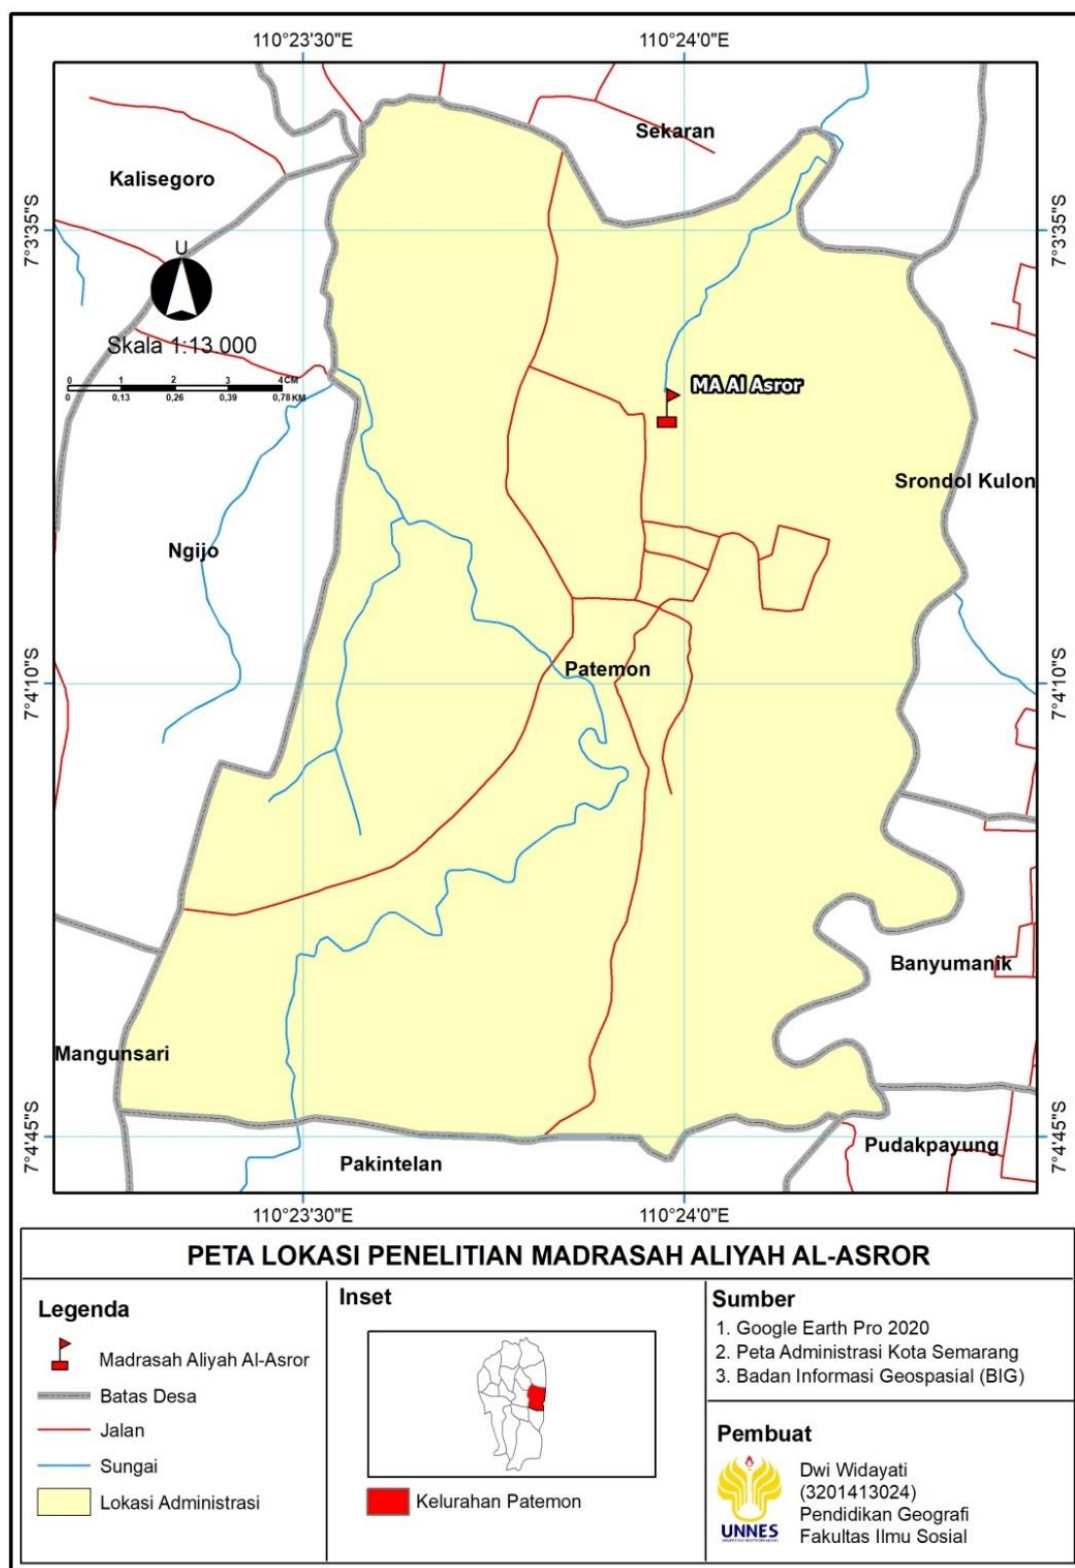 110°23'30"E
110°24'0"E
Sekaran
Kalisegoro
7°3'35"S
7°3'35"S
U
Skala 1:13.000
0 1 2 3 4 CM
0 0,13 0,26 0,39 0,78 KM
MA Al Asror
Srondol Kulon
Ngijo
Patemon
7°4'10"S
7°4'10"S
Banyumanik
Mangunsari
7°4'45"S
7°4'45"S
Pakintelan
Pudakpayung
110°23'30"E
110°24'0"E
PETA LOKASI PENELITIAN MADRASAH ALIYAH AL-ASROR
Legenda
Madrasah Aliyah Al-Asror
Batas Desa
Jalan
Sungai
Lokasi Administrasi
Inset
Kelurahan Patemon
Sumber
1. Google Earth Pro 2020
2. Peta Administrasi Kota Semarang
3. Badan Informasi Geospasial (BIG)
Pembuat
UNNES
Dwi Widayati
(3201413024)
Pendidikan Geografi
Fakultas Ilmu Sosial